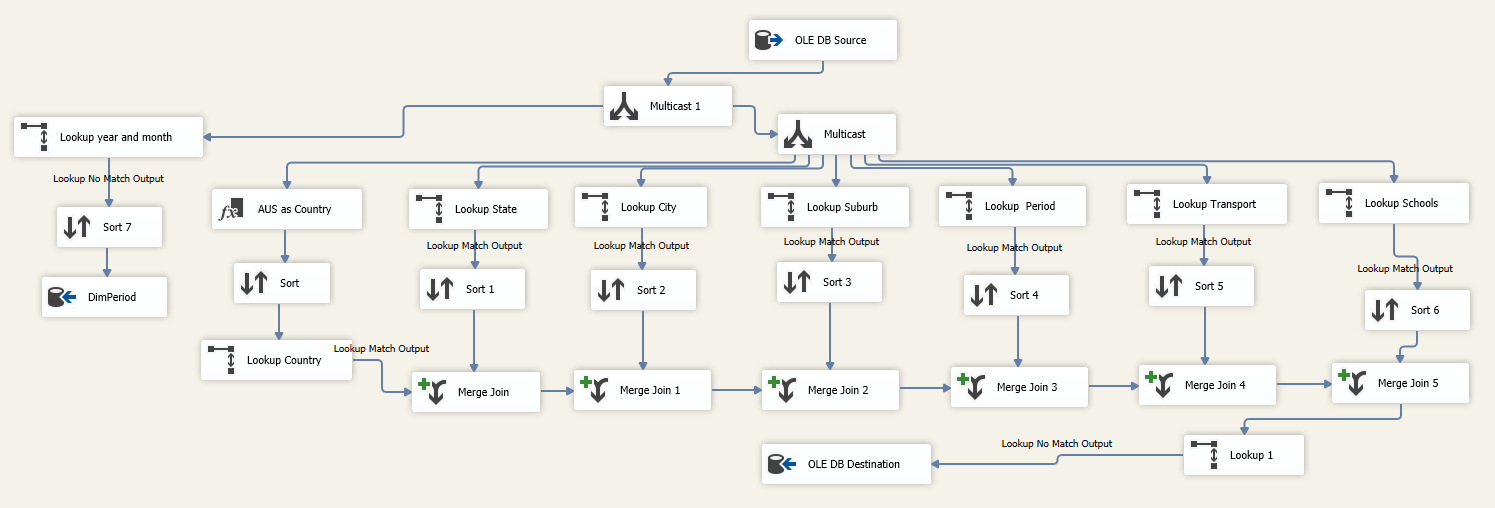 OLE DB Source
Multicast 1
Multicast
Lookup year and month
Lookup No Match Output
Sort 7
DimPeriod
AUS as Country
Lookup State
Lookup City
Lookup Suburb
Lookup  Period
Lookup Transport
Lookup Schools
Lookup Match Output
Lookup Match Output
Lookup Match Output
Lookup Match Output
Lookup Match Output
Lookup Match Output
Sort
Sort 1
Sort 2
Sort 3
Sort 4
Sort 5
Sort 6
Lookup Country
Lookup Match Output
Merge Join
Merge Join 1
Merge Join 2
Merge Join 3
Merge Join 4
Merge Join 5
Lookup No Match Output
OLE DB Destination
Lookup 1